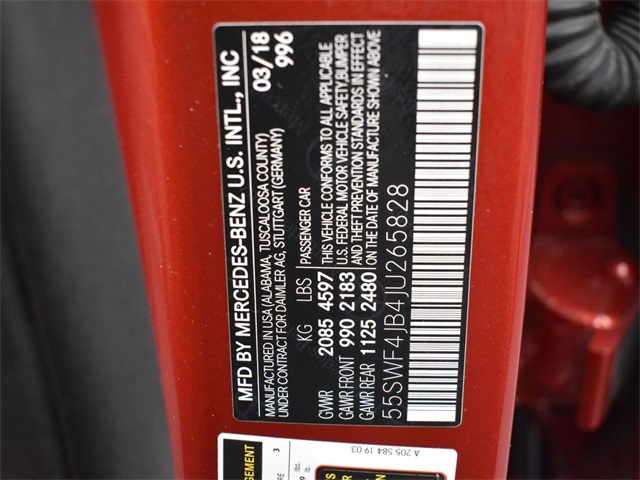 MFD BY MERCEDES-BENZ U.S. INTL., INC
03/18
996
MANUFACTURED IN USA (ALABAMA, TUSCALOOSA COUNTY)
UNDER CONTRACT FOR DAIMLER AG, STUTTGART (GERMANY)
KG LBS PASSENGER CAR
GVWR 2085 4597 THIS VEHICLE CONFORMS TO ALL APPLICABLE
GAWR FRONT 990 2183 U.S. FEDERAL MOTOR VEHICLE SAFETY, BUMPER
GAWR REAR 1125 2480 AND THEFT PREVENTION STANDARDS IN EFFECT
ON THE DATE OF MANUFACTURE SHOWN ABOVE
55SWF4JB4JU265828
A 205 584 19 03
3
lbs.